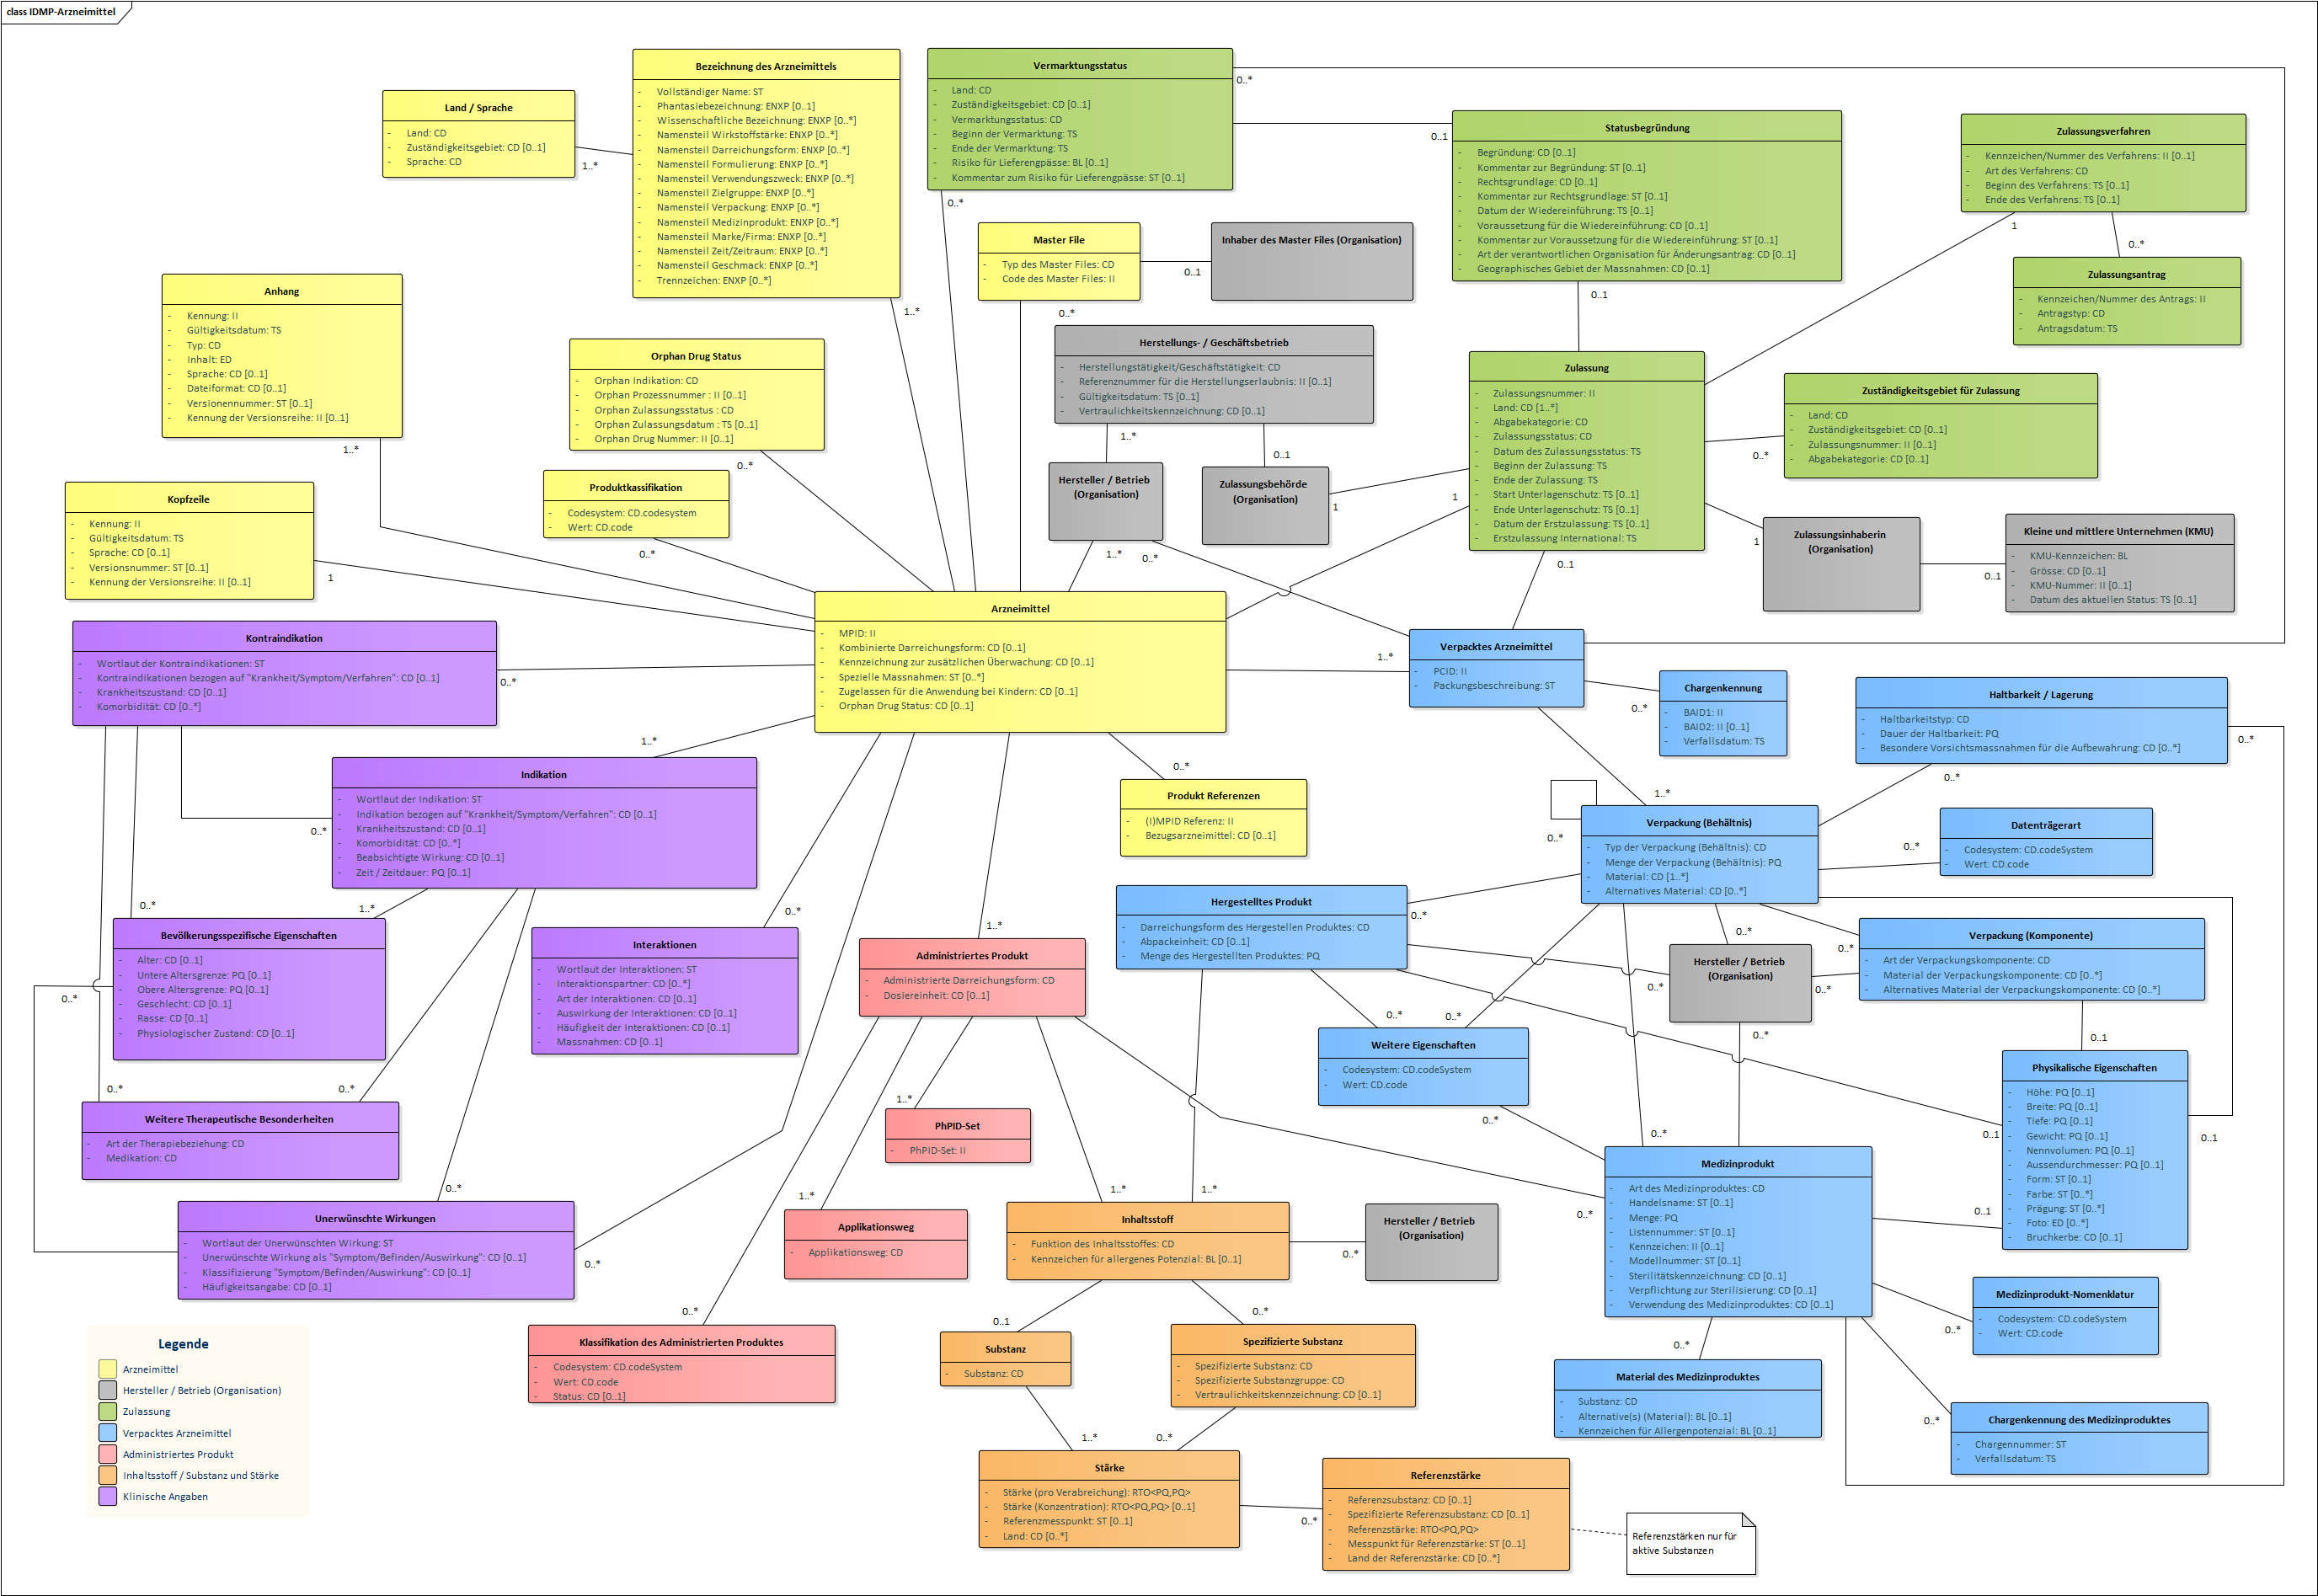 class IDMP-Arzneimittel
Bezeichnung des Arzneimittels
- Vollständiger Name: ST
- Phantasiebezeichnung: ENXP [0..1]
- Wissenschaftliche Bezeichnung: ENXP [0..*]
- Namensteil Wirkstoffstärke: ENXP [0..*]
- Namensteil Darreichungsform: ENXP [0..*]
- Namensteil Formulierung: ENXP [0..*]
- Namensteil Verwendungszweck: ENXP [0..*]
- Namensteil Zielgruppe: ENXP [0..*]
- Namensteil Verpackung: ENXP [0..*]
- Namensteil Medizinprodukt: ENXP [0..*]
- Namensteil Marke/Firma: ENXP [0..*]
- Namensteil Zeit/Zeitraum: ENXP [0..*]
- Namensteil Geschmack: ENXP [0..*]
- Trennzeichen: ENXP [0..*]
1..*
Land / Sprache
- Land: CD
- Zuständigkeitsgebiet: CD [0..1]
- Sprache: CD
1..*
Vermarktungsstatus
- Land: CD
- Zuständigkeitsgebiet: CD [0..1]
- Vermarktungsstatus: CD
- Beginn der Vermarktung: TS
- Ende der Vermarktung: TS
- Risiko für Lieferengpässe: BL [0..1]
- Kommentar zum Risiko für Lieferengpässe: ST [0..1]
0..*
0..*
0..1
Statusbegründung
- Begründung: CD [0..1]
- Kommentar zur Begründung: ST [0..1]
- Rechtsgrundlage: CD [0..1]
- Kommentar zur Rechtsgrundlage: ST [0..1]
- Datum der Wiedereinführung: TS [0..1]
- Voraussetzung für die Wiedereinführung: CD [0..1]
- Kommentar zur Voraussetzung für die Wiedereinführung: ST [0..1]
- Art der verantwortlichen Organisation für Änderungsantrag: CD [0..1]
- Geographisches Gebiet der Massnahmen: CD [0..1]
0..1
Zulassungsverfahren
- Kennzeichen/Nummer des Verfahrens: II [0..1]
- Art des Verfahrens: CD
- Beginn des Verfahrens: TS [0..1]
- Ende des Verfahrens: TS [0..1]
1
0..*
Zulassungsantrag
- Kennzeichen/Nummer des Antrags: II
- Antragstyp: CD
- Antragsdatum: TS
Master File
- Typ des Master Files: CD
- Code des Master Files: II
0..*
0..1
Inhaber des Master Files (Organisation)
Anhang
- Kennung: II
- Gültigkeitsdatum: TS
- Typ: CD
- Inhalt: ED
- Sprache: CD [0..1]
- Dateiformat: CD [0..1]
- Versionennummer: ST [0..1]
- Kennung der Versionsreihe: II [0..1]
1..*
Orphan Drug Status
- Orphan Indikation: CD
- Orphan Prozessnummer : II [0..1]
- Orphan Zulassungsstatus : CD
- Orphan Zulassungsdatum : TS [0..1]
- Orphan Drug Nummer: II [0..1]
0..*
Herstellungs- / Geschäftsbetrieb
- Herstellungstätigkeit/Geschäftstätigkeit: CD
- Referenznummer für die Herstellungserlaubnis: II [0..1]
- Gültigkeitsdatum: TS [0..1]
- Vertraulichkeitskennzeichnung: CD [0..1]
1..*
0..1
Zulassung
- Zulassungsnummer: II
- Land: CD [1..*]
- Abgabekategorie: CD
- Zulassungsstatus: CD
- Datum des Zulassungsstatus: TS
- Beginn der Zulassung: TS
- Ende der Zulassung: TS
- Start Unterlagenschutz: TS [0..1]
- Ende Unterlagenschutz: TS [0..1]
- Datum der Erstzulassung: TS [0..1]
- Erstzulassung International: TS
1
0..1
Zuständigkeitsgebiet für Zulassung
- Land: CD
- Zuständigkeitsgebiet: CD [0..1]
- Zulassungsnummer: II [0..1]
- Abgabekategorie: CD [0..1]
0..*
Hersteller / Betrieb
(Organisation)
1..*
0..*
Zulassungsbehörde
(Organisation)
1
Zulassungsinhaberin
(Organisation)
1
0..1
Kleine und mittlere Unternehmen (KMU)
- KMU-Kennzeichen: BL
- Grösse: CD [0..1]
- KMU-Nummer: II [0..1]
- Datum des aktuellen Status: TS [0..1]
Produktkassifikation
- Codesystem: CD.codesystem
- Wert: CD.code
0..*
Kopfzeile
- Kennung: II
- Gültigkeitsdatum: TS
- Sprache: CD [0..1]
- Versionsnummer: ST [0..1]
- Kennung der Versionsreihe: II [0..1]
1
Arzneimittel
- MPID: II
- Kombinierte Darreichungsform: CD [0..1]
- Kennzeichnung zur zusätzlichen Überwachung: CD [0..1]
- Spezielle Massnahmen: ST [0..*]
- Zugelassen für die Anwendung bei Kindern: CD [0..1]
- Orphan Drug Status: CD [0..1]
Kontraindikation
- Wortlaut der Kontraindikationen: ST
- Kontraindikationen bezogen auf "Krankheit/Symptom/Verfahren": CD [0..1]
- Krankheitszustand: CD [0..1]
- Komorbidität: CD [0..*]
0..*
1..*
Verpacktes Arzneimittel
- PCID: II
- Packungsbeschreibung: ST
Chargenkennung
- BAID1: II
- BAID2: II [0..1]
- Verfallsdatum: TS
0..*
Haltbarkeit / Lagerung
- Haltbarkeitstyp: CD
- Dauer der Haltbarkeit: PQ
- Besondere Vorsichtsmassnahmen für die Aufbewahrung: CD [0..*]
0..*
0..*
1..*
Indikation
- Wortlaut der Indikation: ST
- Indikation bezogen auf "Krankheit/Symptom/Verfahren": CD [0..1]
- Krankheitszustand: CD [0..1]
- Komorbidität: CD [0..*]
- Beabsichtigte Wirkung: CD [0..1]
- Zeit / Zeitdauer: PQ [0..1]
0..*
0..*
Produkt Referenzen
- (I)MPID Referenz: II
- Bezugsarzneimittel: CD [0..1]
1..*
0..*
Verpackung (Behältnis)
- Typ der Verpackung (Behältnis): CD
- Menge der Verpackung (Behältnis): PQ
- Material: CD [1..*]
- Alternatives Material: CD [0..*]
0..*
Datenträgerart
- Codesystem: CD.codeSystem
- Wert: CD.code
0..*
1..*
Bevölkerungsspezifische Eigenschaften
- Alter: CD [0..1]
- Untere Altersgrenze: PQ [0..1]
- Obere Altersgrenze: PQ [0..1]
- Geschlecht: CD [0..1]
- Rasse: CD [0..1]
- Physiologischer Zustand: CD [0..1]
0..*
0..*
Interaktionen
- Wortlaut der Interaktionen: ST
- Interaktionspartner: CD [0..*]
- Art der Interaktionen: CD [0..1]
- Auswirkung der Interaktionen: CD [0..1]
- Häufigkeit der Interaktionen: CD [0..1]
- Massnahmen: CD [0..1]
1..*
Administriertes Produkt
- Administrierte Darreichungsform: CD
- Dosiereinheit: CD [0..1]
Hergestelltes Produkt
- Darreichungsform des Hergestellen Produktes: CD
- Abpackeinheit: CD [0..1]
- Menge des Hergestellten Produktes: PQ
0..*
0..*
Hersteller / Betrieb
(Organisation)
0..*
0..*
0..*
0..*
Verpackung (Komponente)
- Art der Verpackungskomponente: CD
- Material der Verpackungskomponente: CD [0..*]
- Alternatives Material der Verpackungskomponente: CD [0..*]
0..1
0..*
0..*
Weitere Eigenschaften
- Codesystem: CD.codeSystem
- Wert: CD.code
0..*
Physikalische Eigenschaften
- Höhe: PQ [0..1]
- Breite: PQ [0..1]
- Tiefe: PQ [0..1]
- Gewicht: PQ [0..1]
- Nennvolumen: PQ [0..1]
- Aussendurchmesser: PQ [0..1]
- Form: ST [0..1]
- Farbe: ST [0..*]
- Prägung: ST [0..*]
- Foto: ED [0..*]
- Bruchkerbe: CD [0..1]
0..1
0..1
0..1
0..*
0..*
Weitere Therapeutische Besonderheiten
- Art der Therapiebeziehung: CD
- Medikation: CD
1..*
PhPID-Set
- PhPID-Set: II
0..*
0..*
Medizinprodukt
- Art des Medizinproduktes: CD
- Handelsname: ST [0..1]
- Menge: PQ
- Listennummer: ST [0..1]
- Kennzeichen: II [0..1]
- Modellnummer: ST [0..1]
- Sterilitätskennzeichnung: CD [0..1]
- Verpflichtung zur Sterilisierung: CD [0..1]
- Verwendung des Medizinproduktes: CD [0..1]
0..*
Unerwünschte Wirkungen
- Wortlaut der Unerwünschten Wirkung: ST
- Unerwünschte Wirkung als "Symptom/Befinden/Auswirkung": CD [0..1]
- Klassifizierung "Symptom/Befinden/Auswirkung": CD [0..1]
- Häufigkeitsangabe: CD [0..1]
0..*
1..*
Applikationsweg
- Applikationsweg: CD
1..*
1..*
Inhaltsstoff
- Funktion des Inhaltsstoffes: CD
- Kennzeichen für allergenes Potenzial: BL [0..1]
0..*
Hersteller / Betrieb
(Organisation)
Medizinprodukt-Nomenklatur
- Codesystem: CD.codeSystem
- Wert: CD.code
0..*
0..*
Klassifikation des Administrierten Produktes
- Codesystem: CD.codeSystem
- Wert: CD.code
- Status: CD [0..1]
0..1
Substanz
- Substanz: CD
0..*
Spezifizierte Substanz
- Spezifizierte Substanz: CD
- Spezifizierte Substanzgruppe: CD
- Vertraulichkeitskennzeichnung: CD [0..1]
0..*
Material des Medizinproduktes
- Substanz: CD
- Alternative(s) (Material): BL [0..1]
- Kennzeichen für Allergenpotenzial: BL [0..1]
0..*
Chargenkennung des Medizinproduktes
- Chargennummer: ST
- Verfallsdatum: TS
1..*
0..*
Stärke
- Stärke (pro Verabreichung): RTO<PQ,PQ>
- Stärke (Konzentration): RTO<PQ,PQ> [0..1]
- Referenzmesspunkt: ST [0..1]
- Land: CD [0..*]
0..*
Referenzstärke
- Referenzsubstanz: CD [0..1]
- Spezifizierte Referenzsubstanz: CD [0..1]
- Referenzstärke: RTO<PQ,PQ>
- Messpunkt für Referenzstärke: ST [0..1]
- Land der Referenzstärke: CD [0..*]
Referenzstärken nur für
aktive Substanzen
Legende
Arzneimittel
Hersteller / Betrieb (Organisation)
Zulassung
Verpacktes Arzneimittel
Administriertes Produkt
Inhaltsstoff / Substanz und Stärke
Klinische Angaben